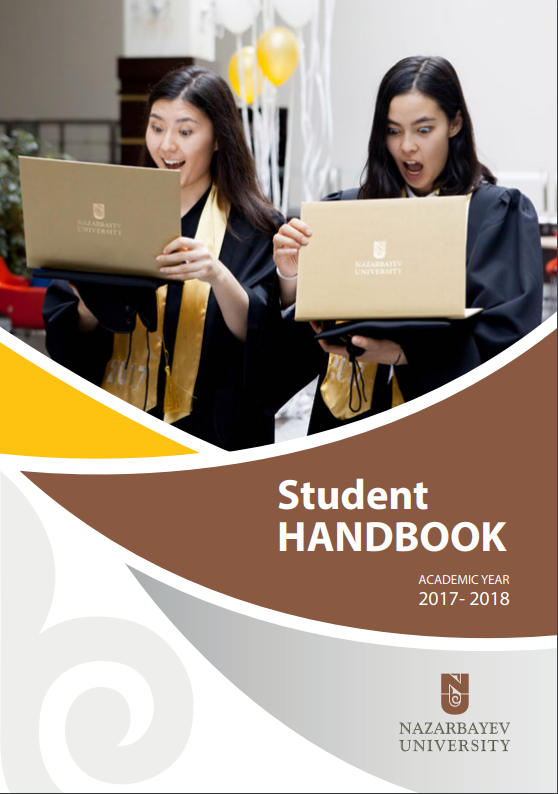 NAZARBAYEV
UNIVERSITY
NAZARBAYEV
UNIVERSITY
Student
HANDBOOK
ACADEMIC YEAR
2017- 2018
NAZARBAYEV
UNIVERSITY